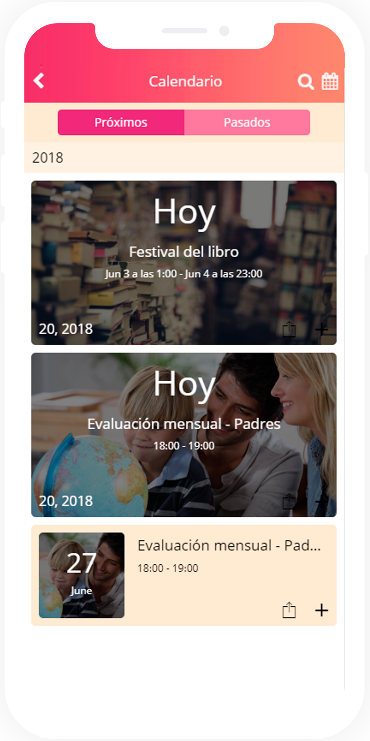 Calendario
Próximos
Pasados
2018
Hoy
Festival del libro
Jun 3 a las 1:00 - Jun 4 a las 23:00
20, 2018
Hoy
Evaluación mensual - Padres
18:00 - 19:00
20, 2018
27
June
Evaluación mensual - Pad...
18:00 - 19:00